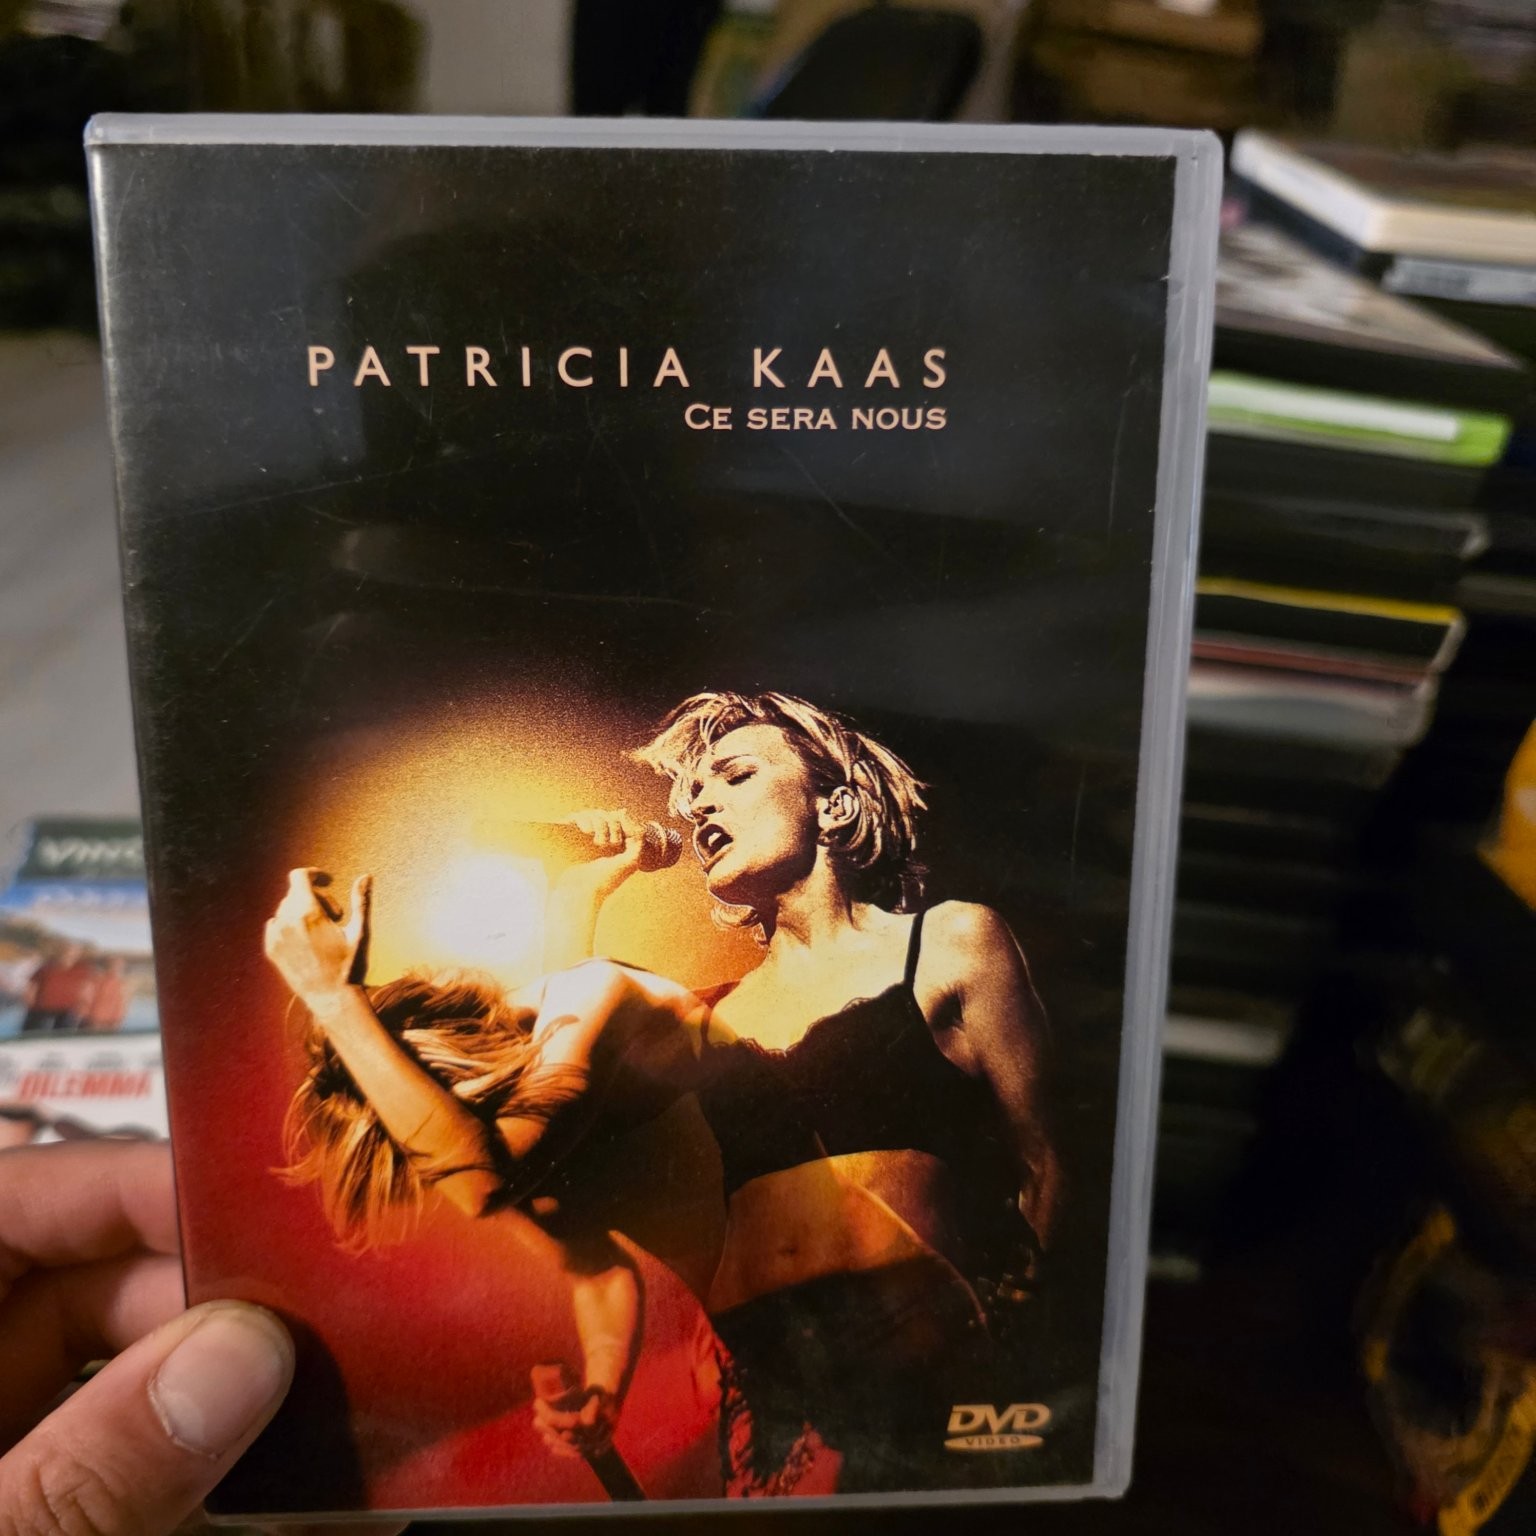 PATRICIA KAAS
CE SERA NOUS
DILEMMA
DVD
VIDEO